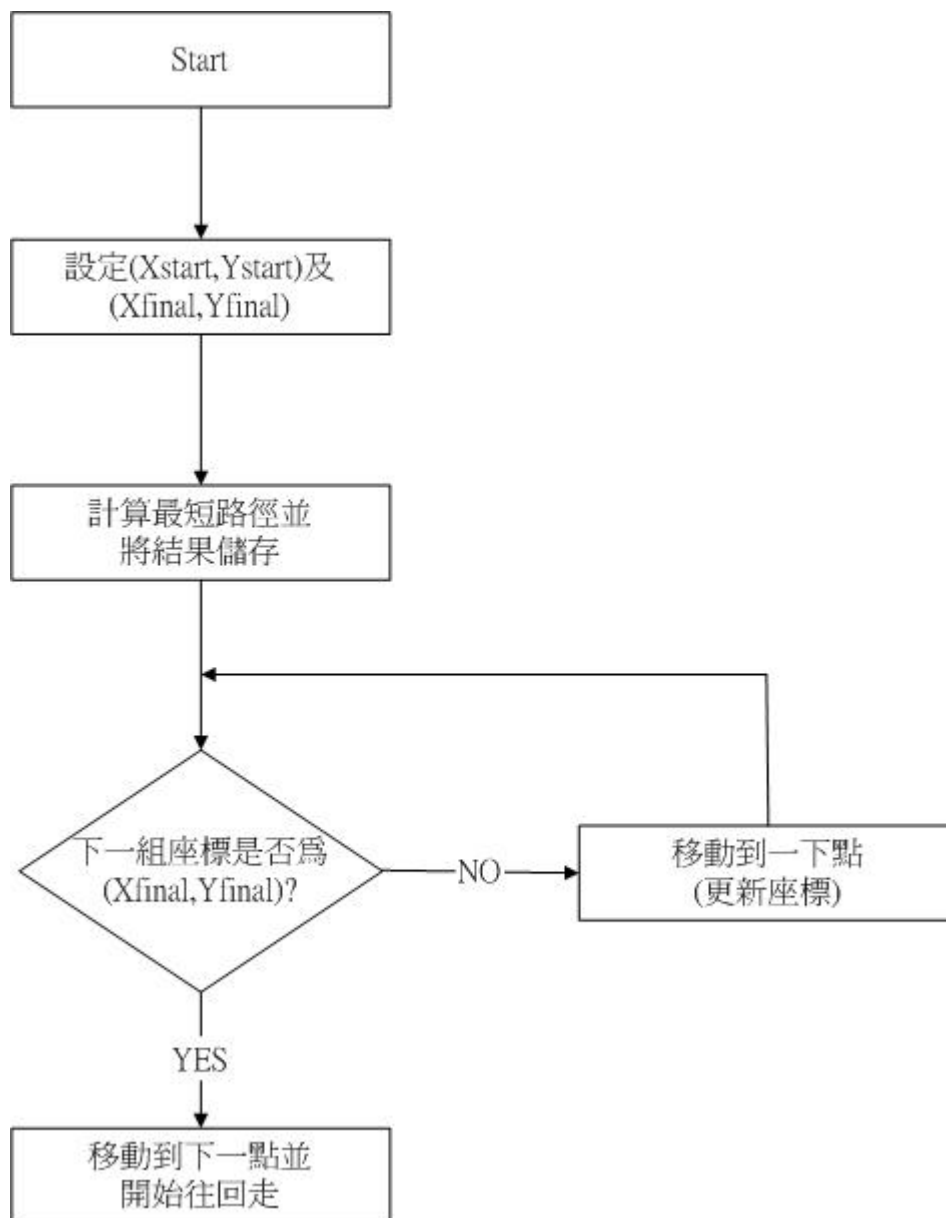 Start
設定(Xstart,Ystart)及
(Xfinal,Yfinal)
計算最短路徑並
將結果儲存
下一組座標是否為
(Xfinal,Yfinal)?
NO
移動到一下點
(更新座標)
YES
移動到下一點並
開始往回走